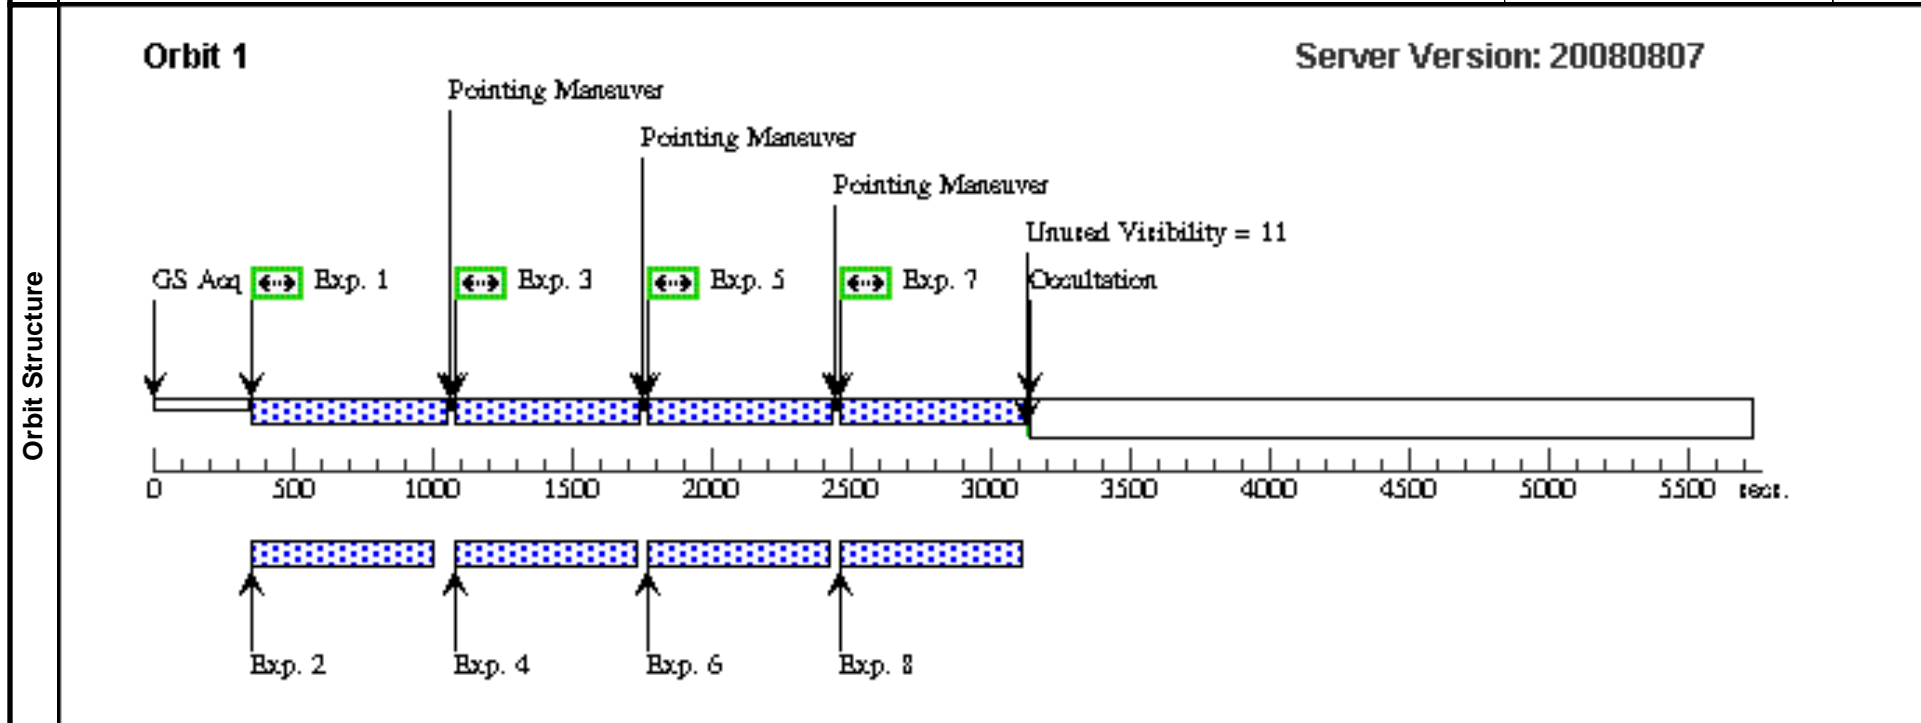 Orbit Structure
Orbit 1
Server Version: 20080807
Pointing Maneuver
Pointing Maneuver
Pointing Maneuver
Unused Visibility = 11
GS Acq
Exp. 1
Exp. 3
Exp. 5
Exp. 7
Occultation
0 500 1000 1500 2000 2500 3000 3500 4000 4500 5000 5500 secs.
Exp. 2
Exp. 4
Exp. 6
Exp. 8